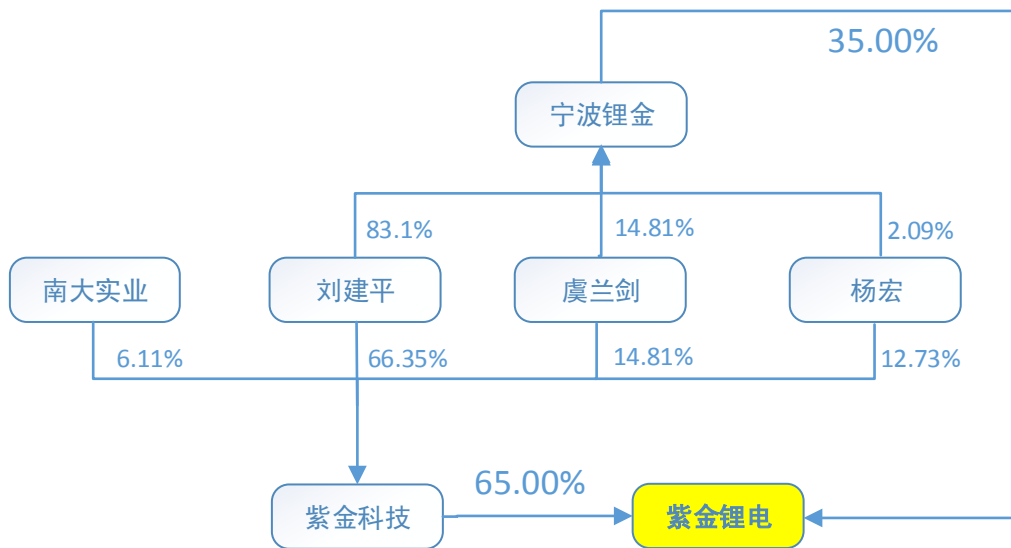 35.00%
宁波锂金
83.1%
14.81%
2.09%
南大实业
刘建平
虞兰剑
杨宏
6.11%
66.35%
14.81%
12.73%
65.00%
紫金科技
紫金锂电